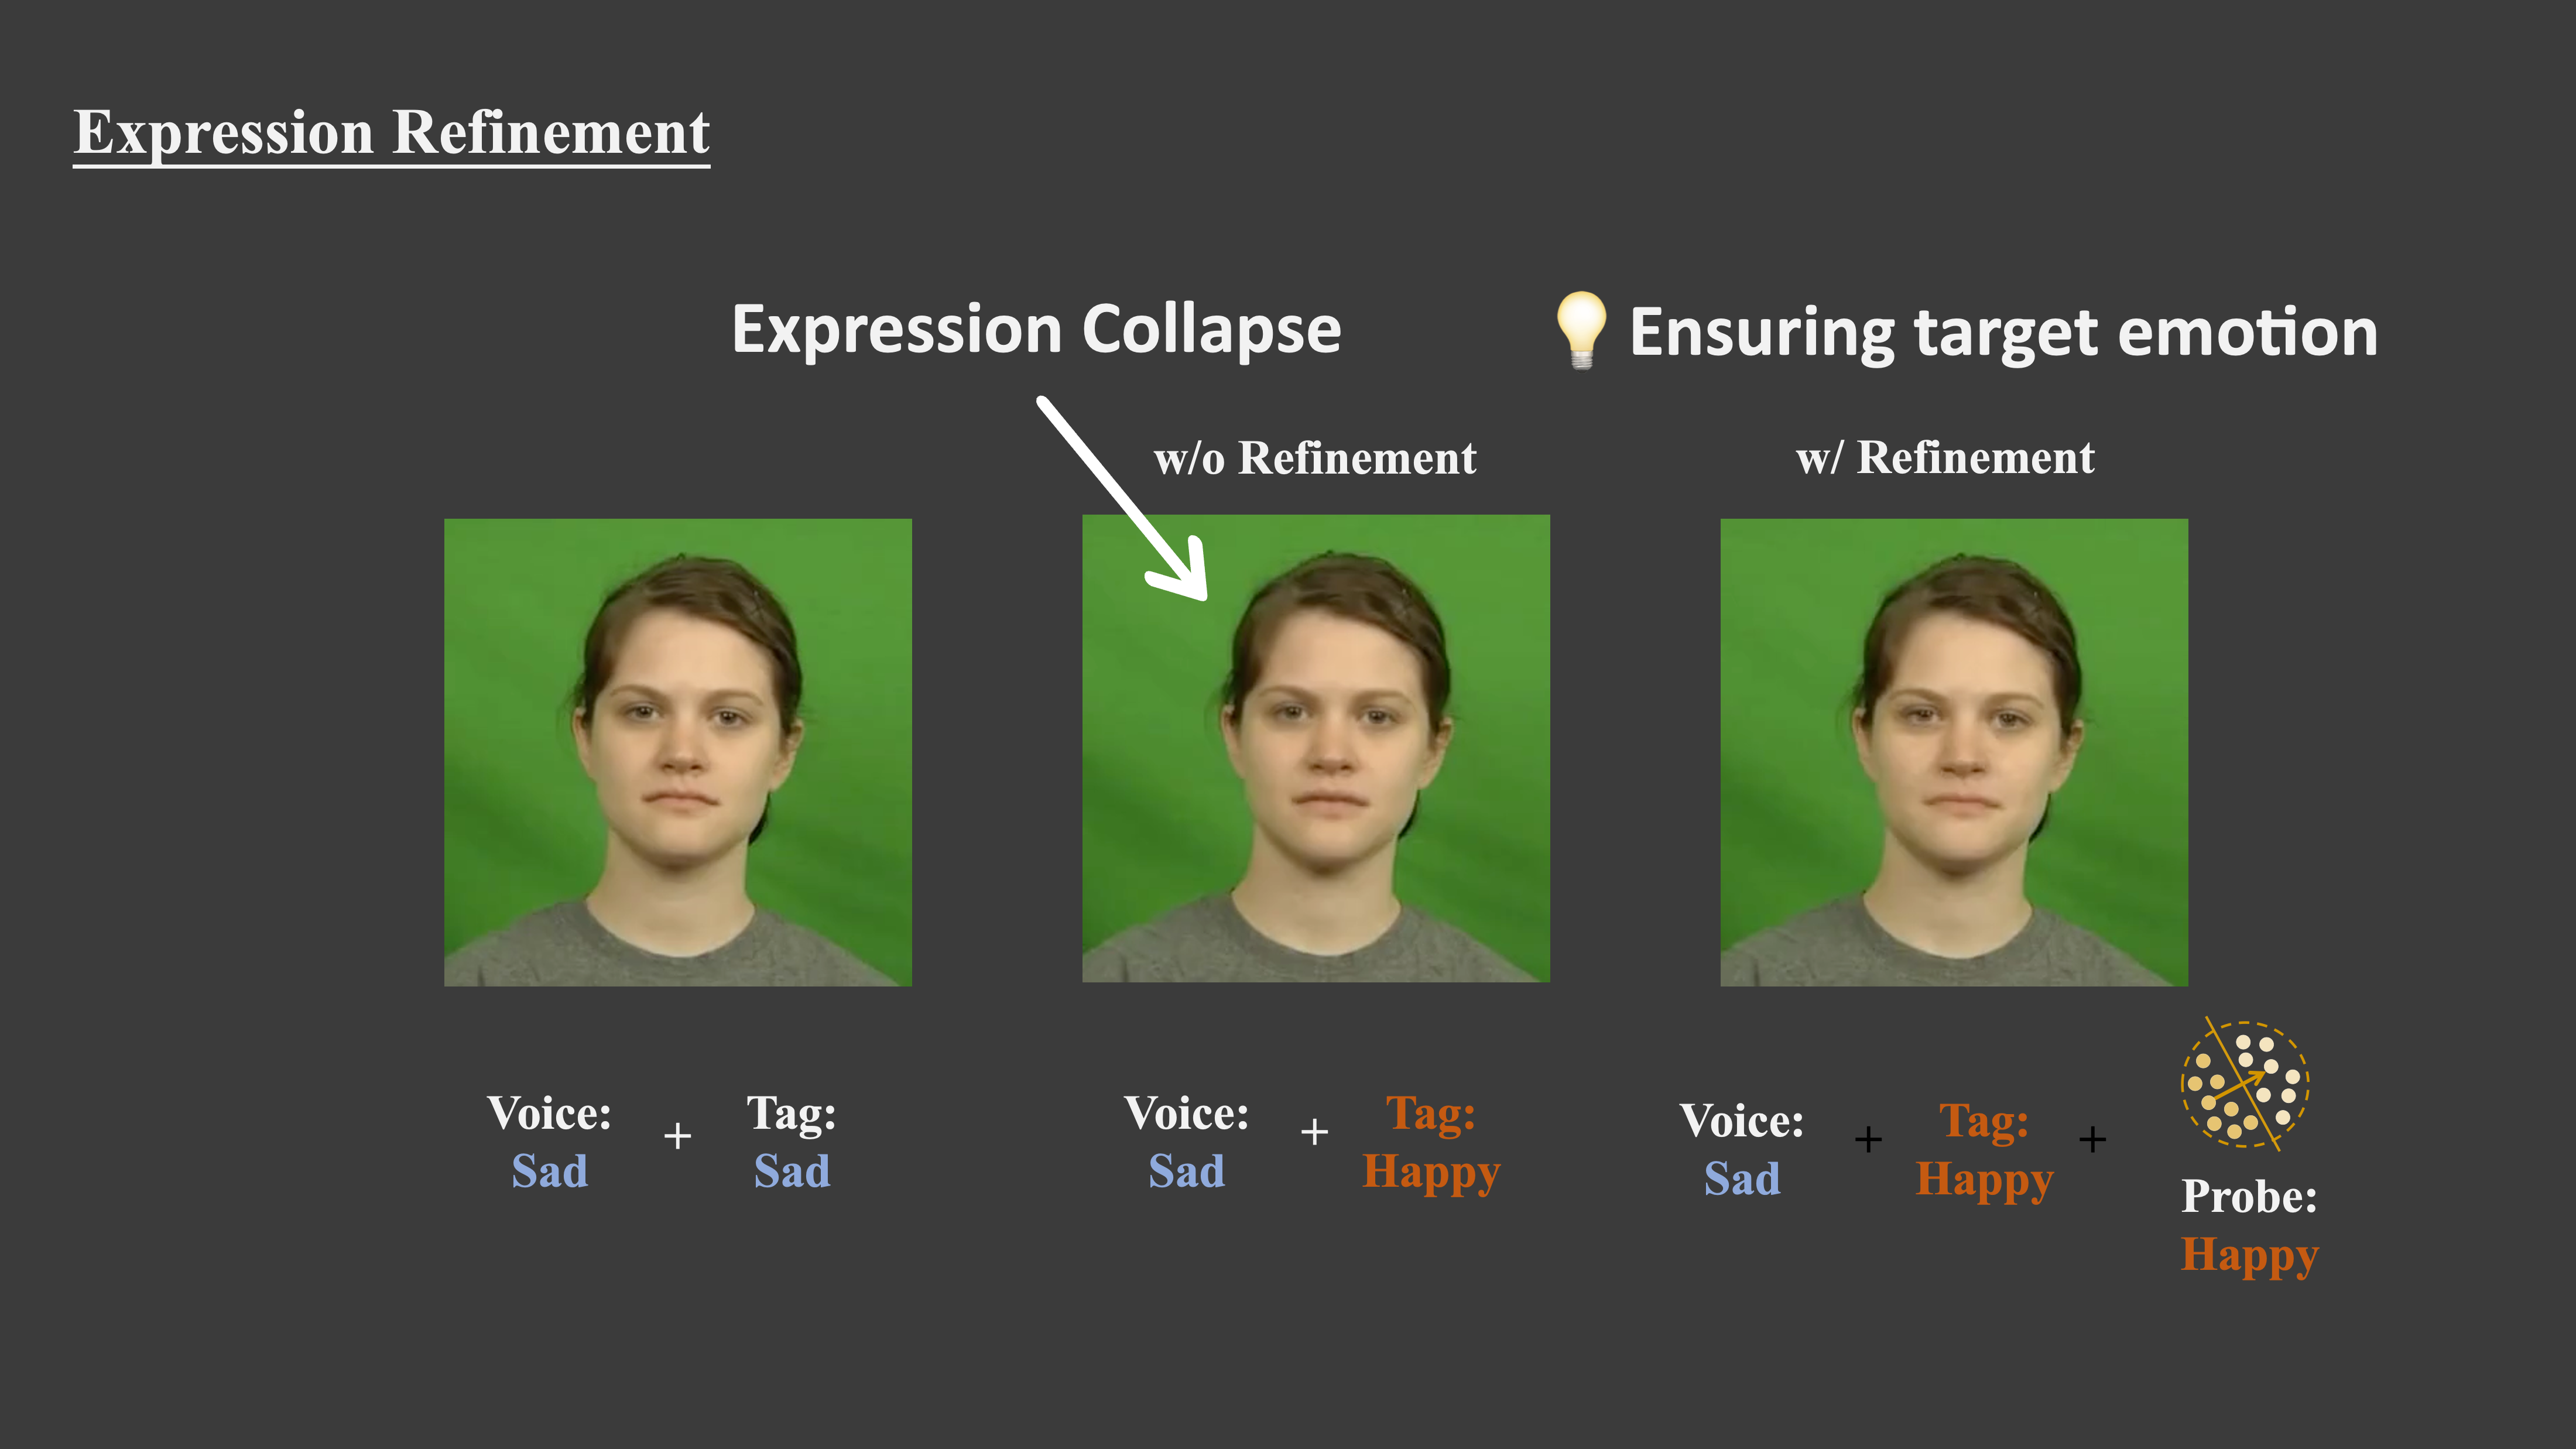 Expression Refinement
Expression Collapse
💡 Ensuring target emotion
w/o Refinement
w/ Refinement
Voice:
Sad
+
Tag:
Sad
Voice:
Sad
+
Tag:
Happy
Voice:
Sad
+
Tag:
Happy
+
Probe:
Happy